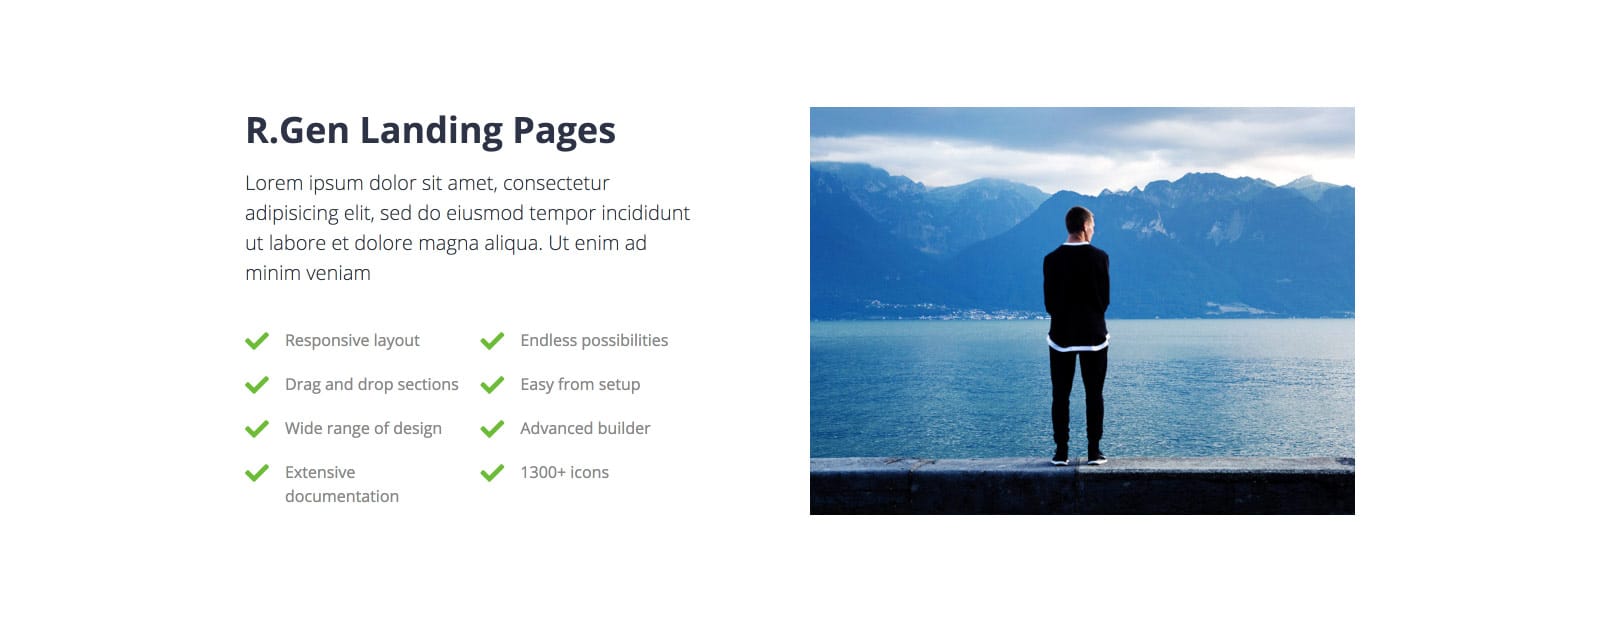 R.Gen Landing Pages
Lorem ipsum dolor sit amet, consectetur
adipisicing elit, sed do eiusmod tempor incididunt
ut labore et dolore magna aliqua. Ut enim ad
minim veniam
Responsive layout
Drag and drop sections
Wide range of design
Extensive
documentation
Endless possibilities
Easy from setup
Advanced builder
1300+ icons